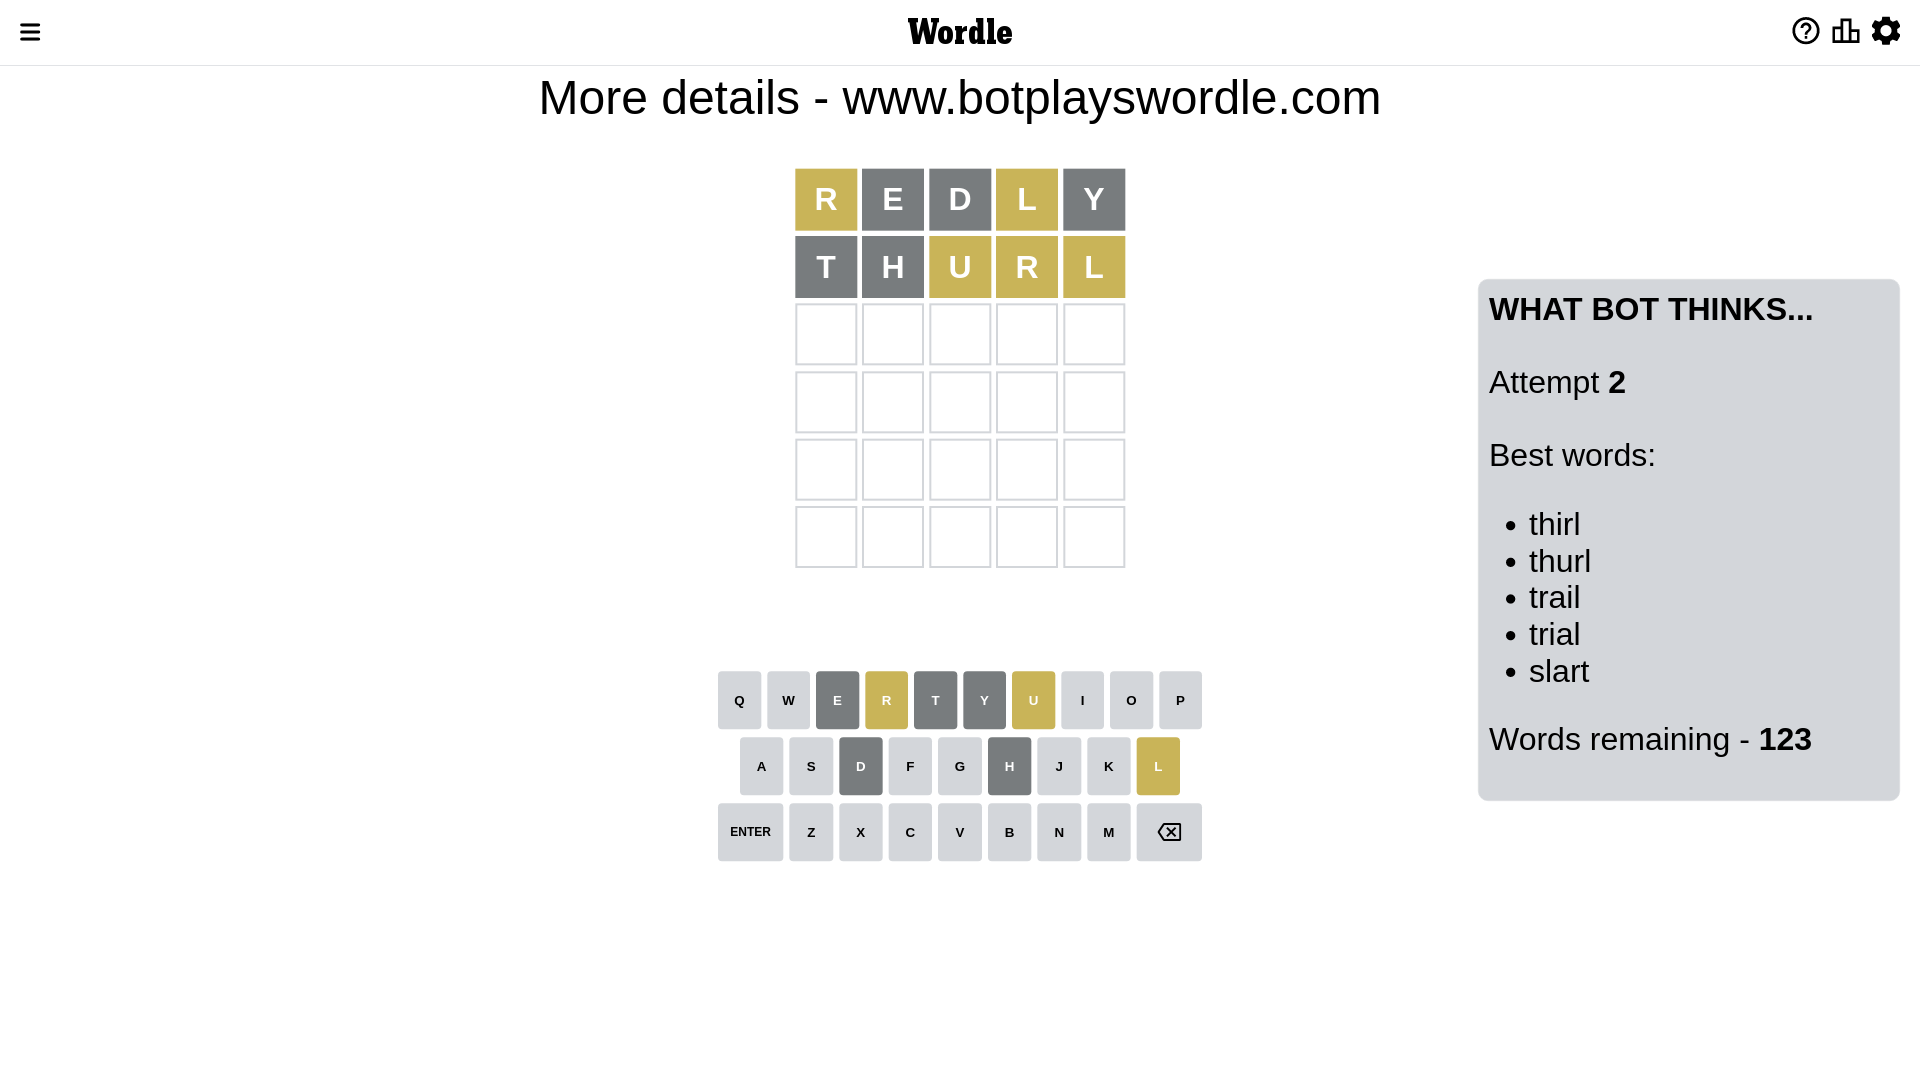 Wordle
More details - www.botplayswordle.com
R E D L Y
T H U R L
WHAT BOT THINKS...
Attempt 2
Best words:
• thirl
• thurl
• trail
• trial
• slart
Words remaining - 123
Q W E R T Y U I O P
A S D F G H J K L
ENTER Z X C V B N M